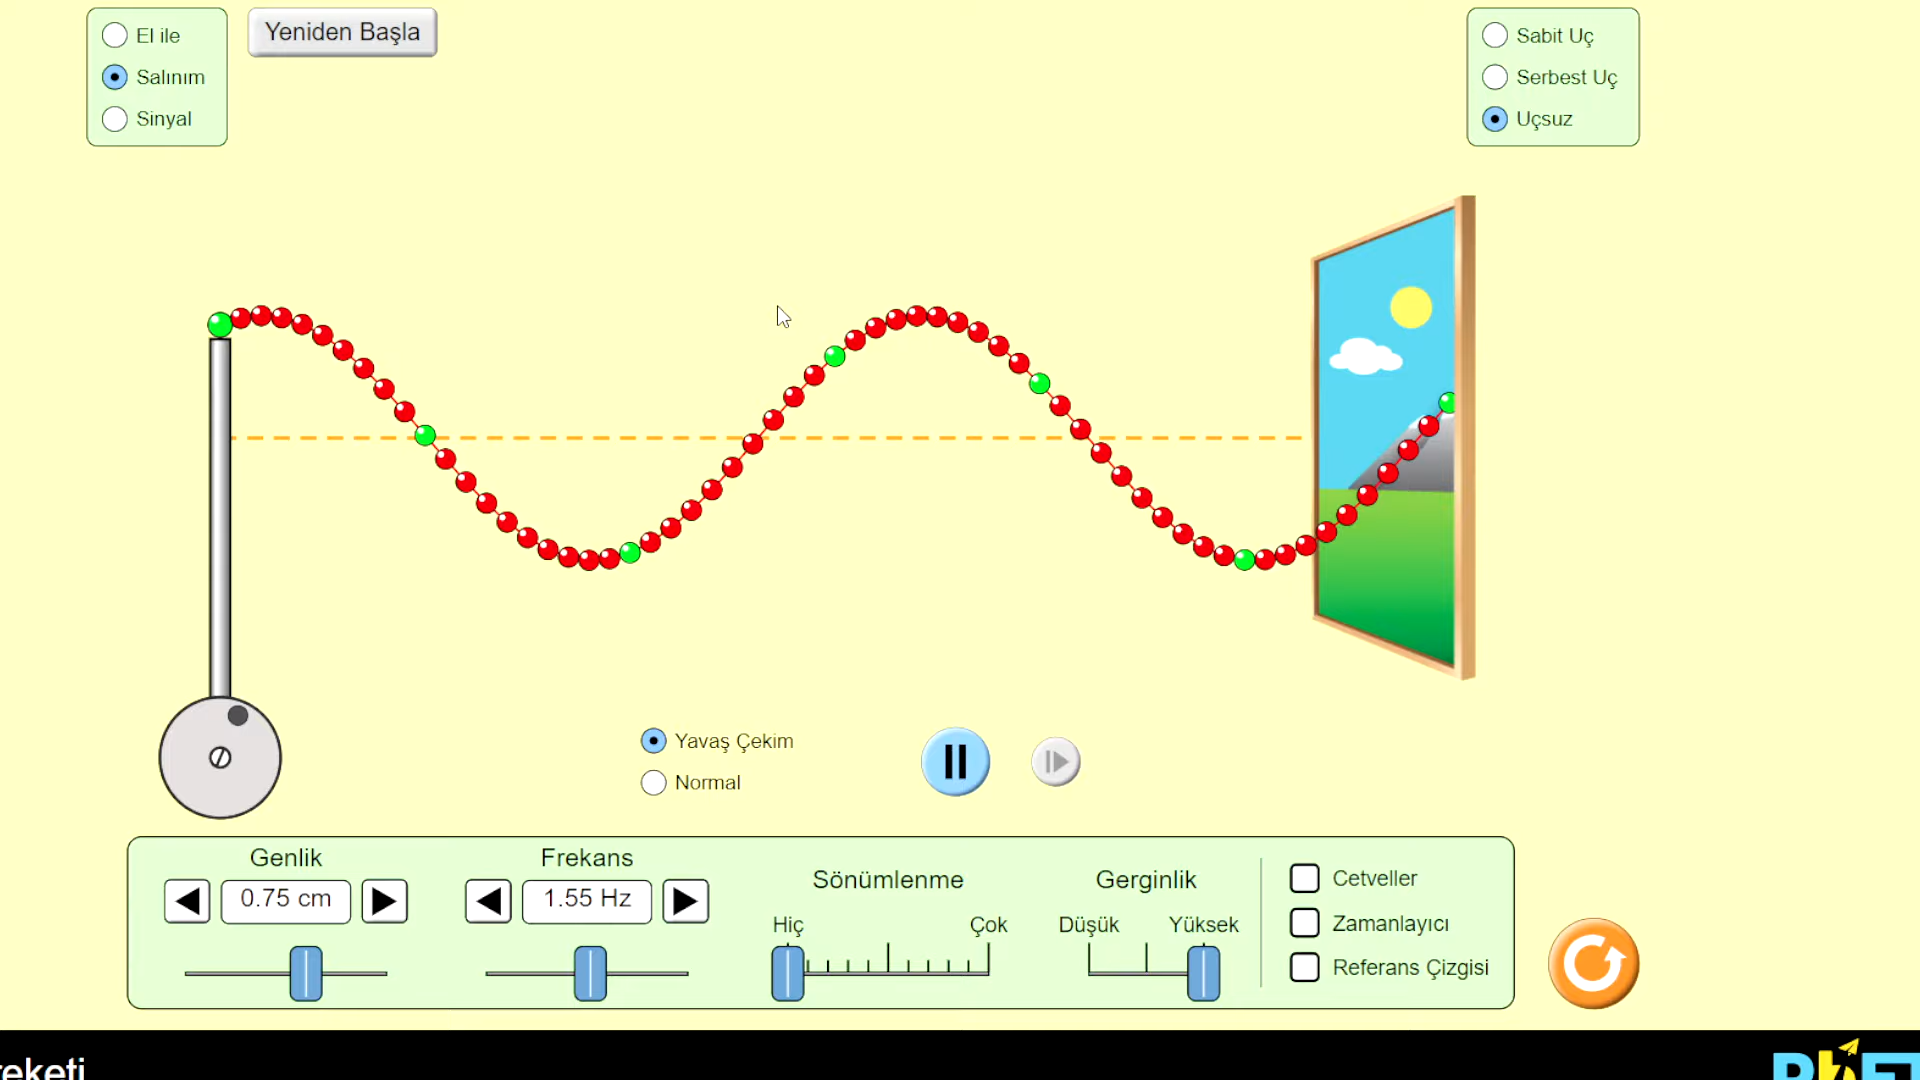 El ile
Salınım
Sinyal
Yeniden Başla
Sabit Uç
Serbest Uç
Uçsuz
Yavaş Çekim
Normal
Genlik
0.75 cm
Frekans
1.55 Hz
Sönümlenme
Hiç
Çok
Gerginlik
Düşük
Yüksek
Cetveller
Zamanlayıcı
Referans Çizgisi